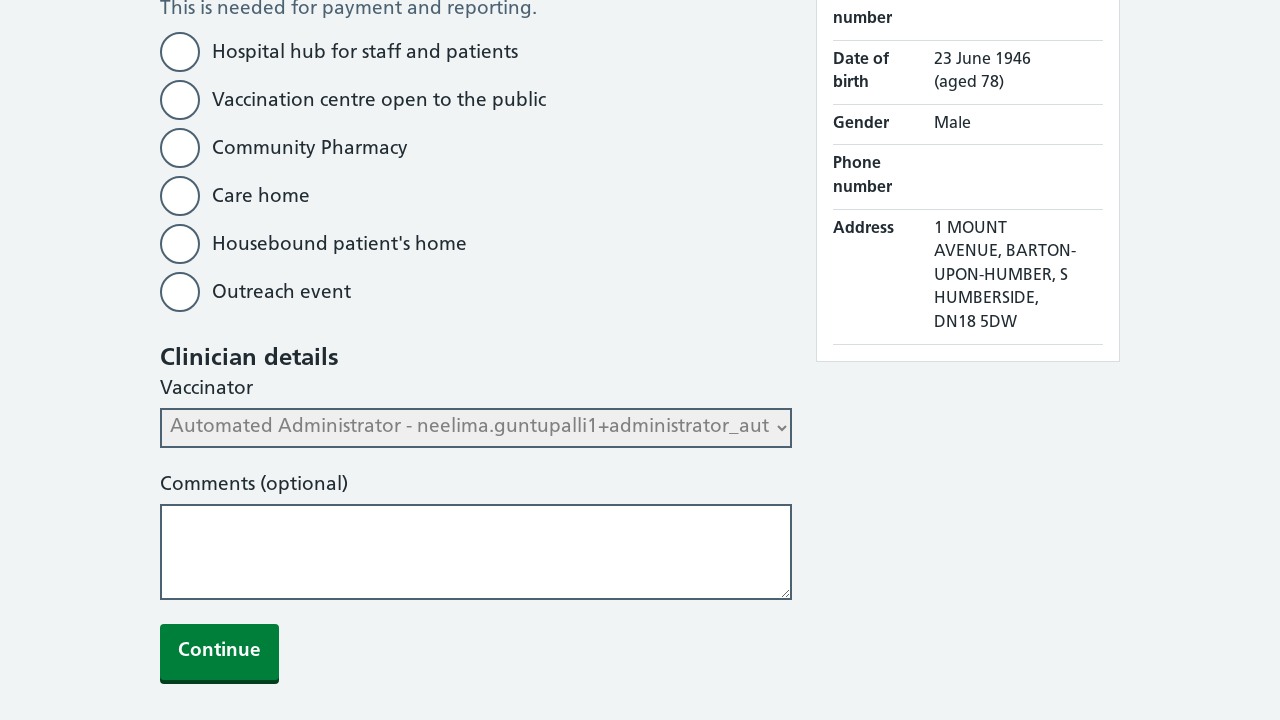 This is needed for payment and reporting.
Hospital hub for staff and patients
Vaccination centre open to the public
Community Pharmacy
Care home
Housebound patient's home
Outreach event
Clinician details
Vaccinator
Automated Administrator - neelima.guntupalli1+administrator_aut
Comments (optional)
Continue
number
Date of birth
23 June 1946
(aged 78)
Gender
Male
Phone
number
Address
1 MOUNT
AVENUE, BARTON-
UPON-HUMBER, S
HUMBERSIDE,
DN18 5DW